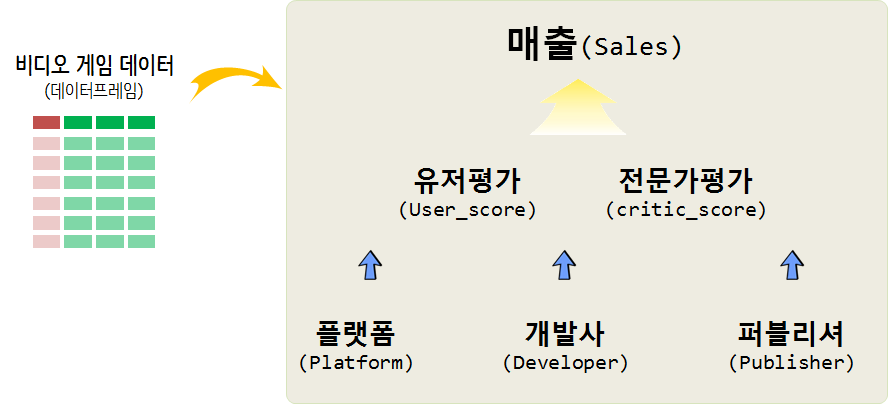 비디오 게임 데이터
(데이터프레임)
매출(Sales)
유저평가 전문가평가
(User_score) (critic_score)
플랫폼 개발사 퍼블리셔
(Platform) (Developer) (Publisher)